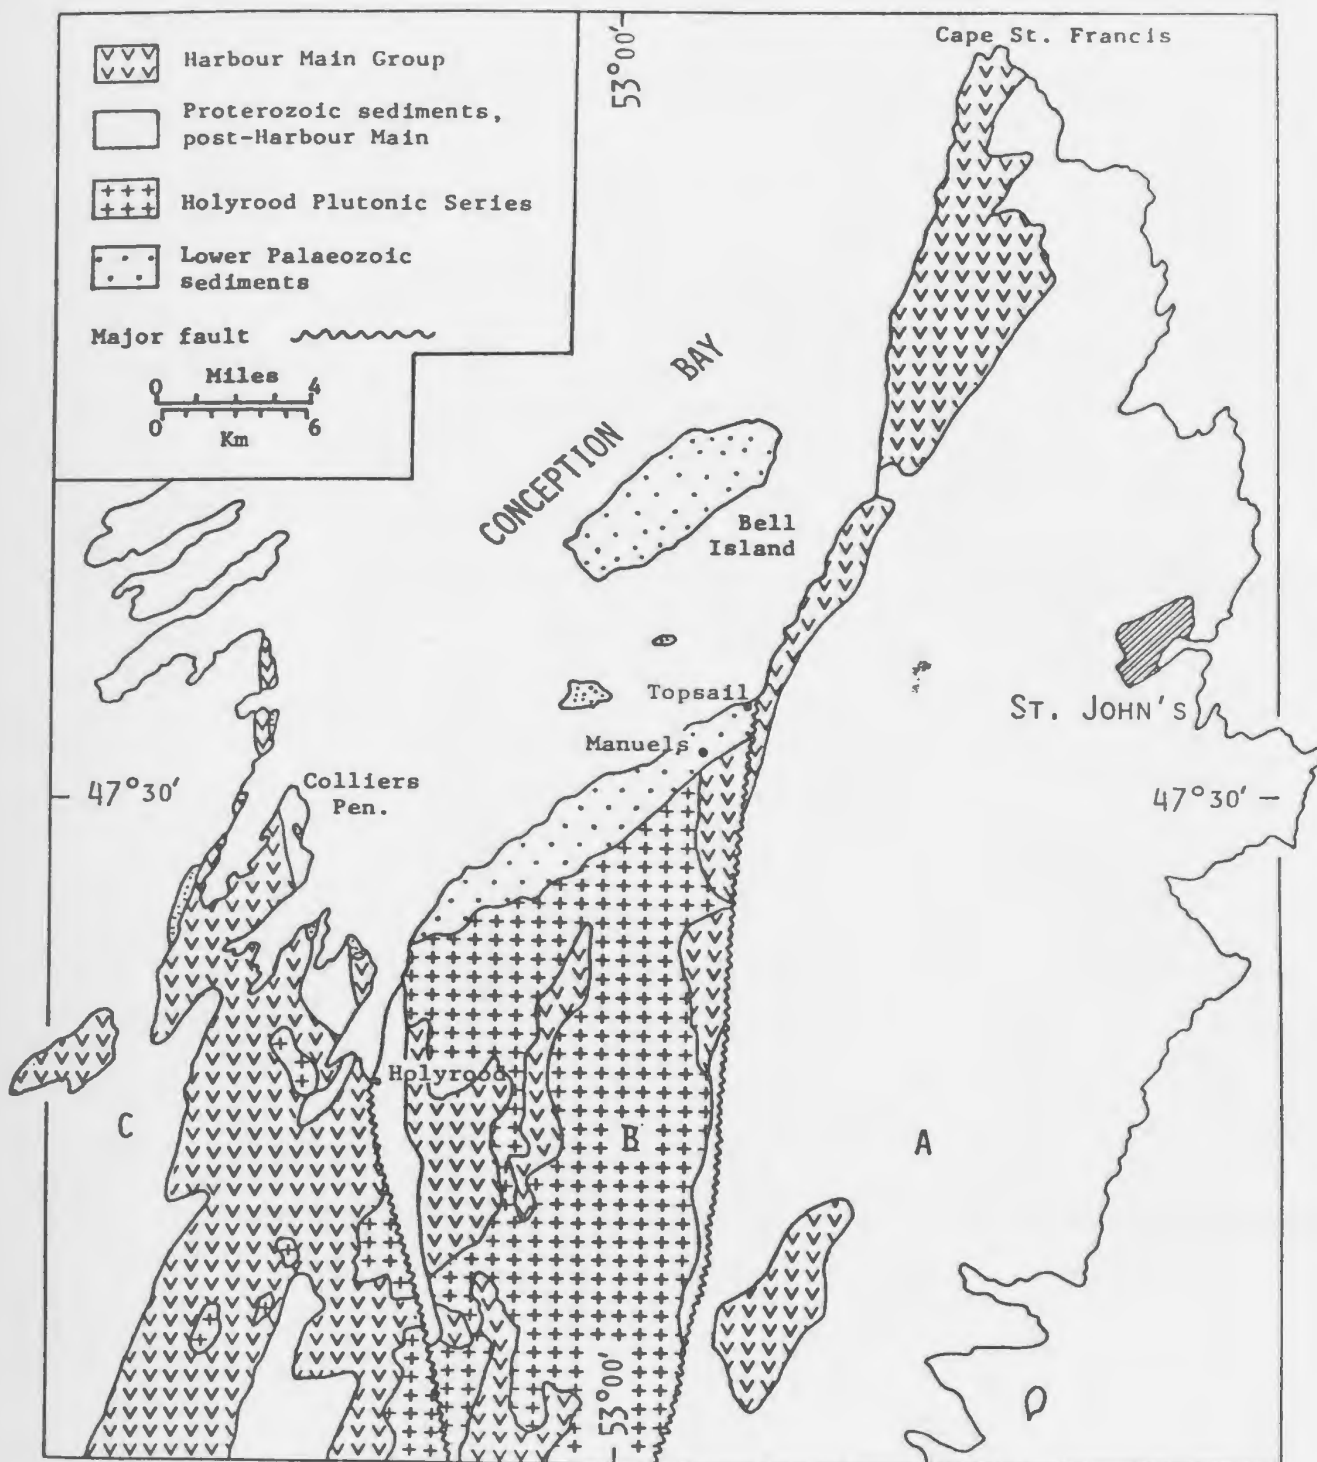 Harbour Main Group
Proterozoic sediments,
post-Harbour Main
Holyrood Plutonic Series
Lower Palaeozoic
sediments
Major fault
Miles
0 4
0 6
Km
53°00'
Cape St. Francis
CONCEPTION BAY
Bell
Island
Topsail
Manuels
ST. JOHN'S
47°30'
Colliers
Pen.
47°30'
Holyrood
C
B
A
53°00'